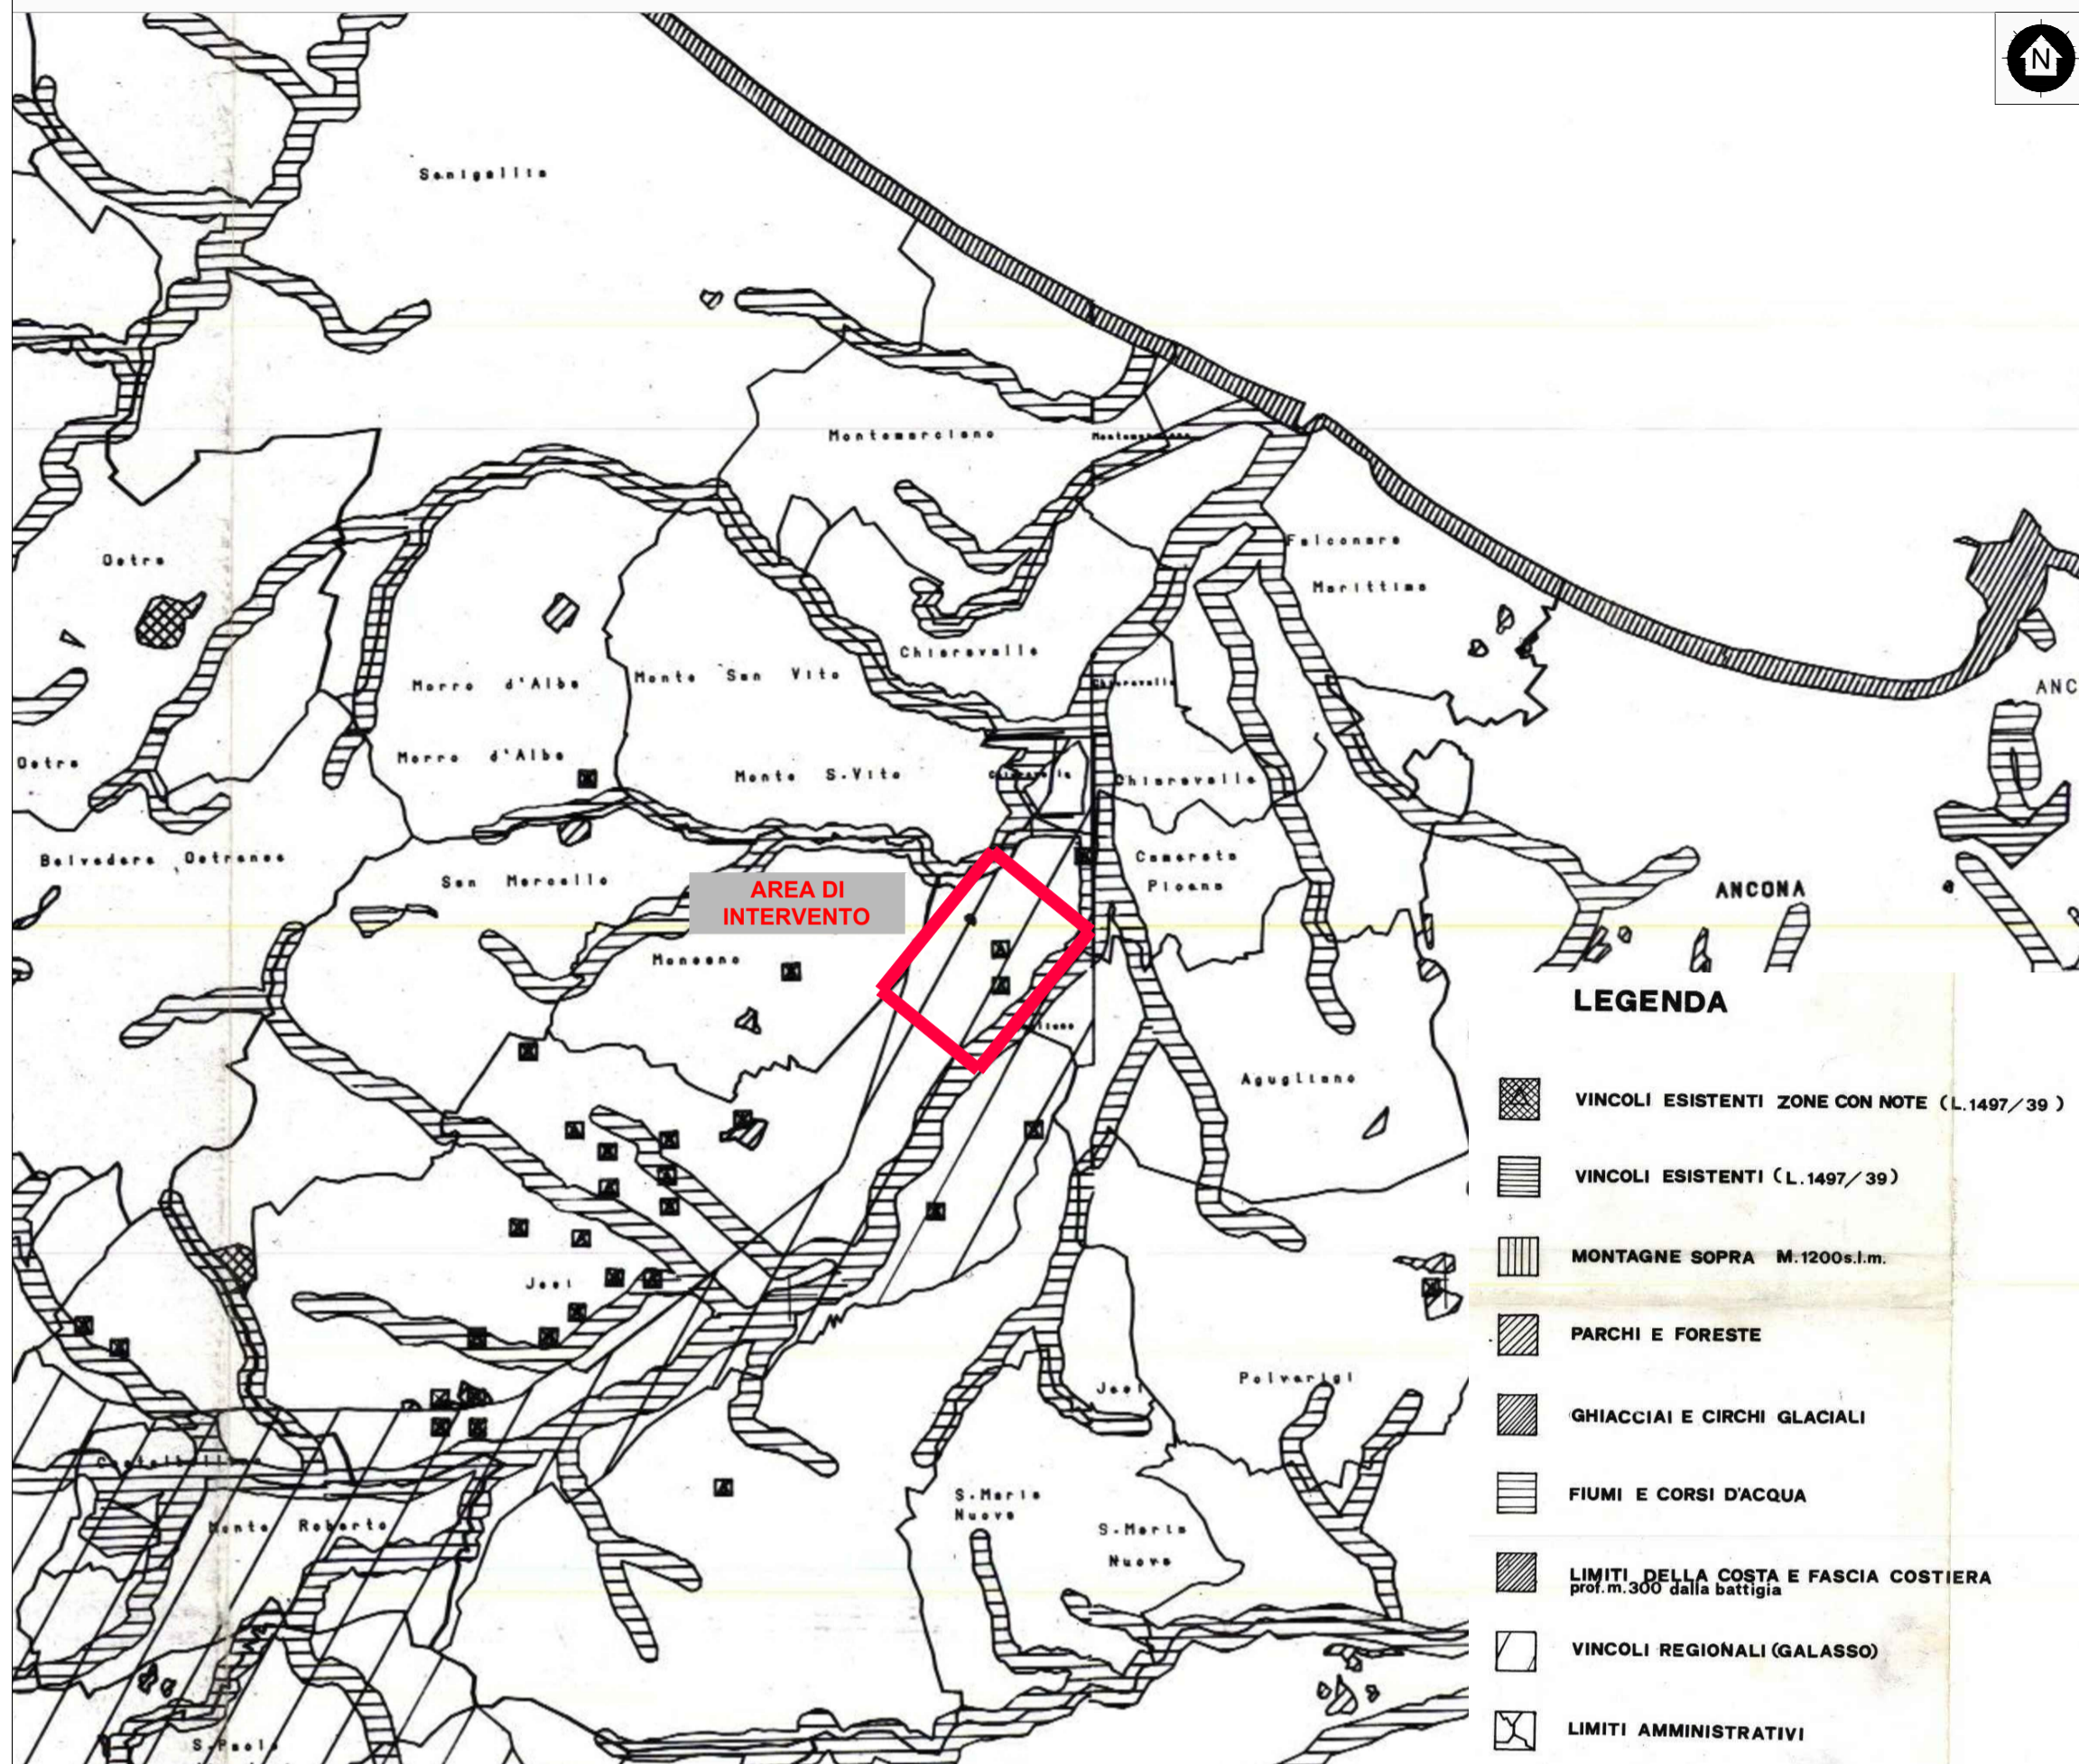 N
Senigallia
Montemarciano
Ostra
Falconara
Marittima
Chiaravalle
Morro d'Alba
Monte San Vito
ANC
Morro d'Alba
Ostra
Monte S.Vito
Chiaravalle
Belvedere Ostrense
Camerata
Picena
San Marcello
AREA DI
INTERVENTO
ANCONA
Monsano
Agugliano
Jesi
Jesi
Polverigi
S.Maria
Nuova
S.Maria
Nuova
Monte Roberto
S.Paolo
LEGENDA
VINCOLI ESISTENTI ZONE CON NOTE (L.1497/39 )
VINCOLI ESISTENTI (L.1497/39)
MONTAGNE SOPRA M.1200s.l.m.
PARCHI E FORESTE
GHIACCIAI E CIRCHI GLACIALI
FIUMI E CORSI D'ACQUA
LIMITI DELLA COSTA E FASCIA COSTIERA
prof.m.300 dalla battigia
VINCOLI REGIONALI (GALASSO)
LIMITI AMMINISTRATIVI